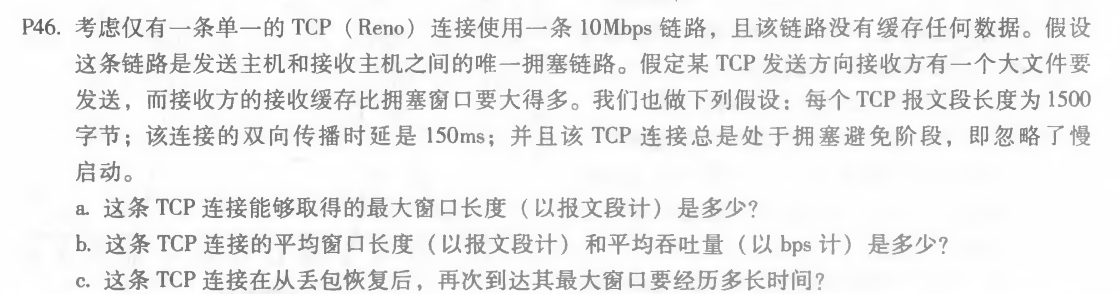 P46. 考虑仅有一条单一的 TCP（Reno）连接使用一条 10Mbps 链路，且该链路没有缓存任何数据。假设
这条链路是发送主机和接收主机之间的唯一拥塞链路。假定某 TCP 发送方向接收方有一个大文件要
发送，而接收方的接收缓存比拥塞窗口要大得多。我们也做下列假设：每个 TCP 报文段长度为 1500
字节；该连接的双向传播时延是 150ms；并且该 TCP 连接总是处于拥塞避免阶段，即忽略了慢
启动。
a. 这条 TCP 连接能够取得的最大窗口长度（以报文段计）是多少?
b. 这条 TCP 连接的平均窗口长度（以报文段计）和平均吞吐量（以 bps 计）是多少?
c. 这条 TCP 连接在从丢包恢复后，再次到达其最大窗口要经历多长时间?